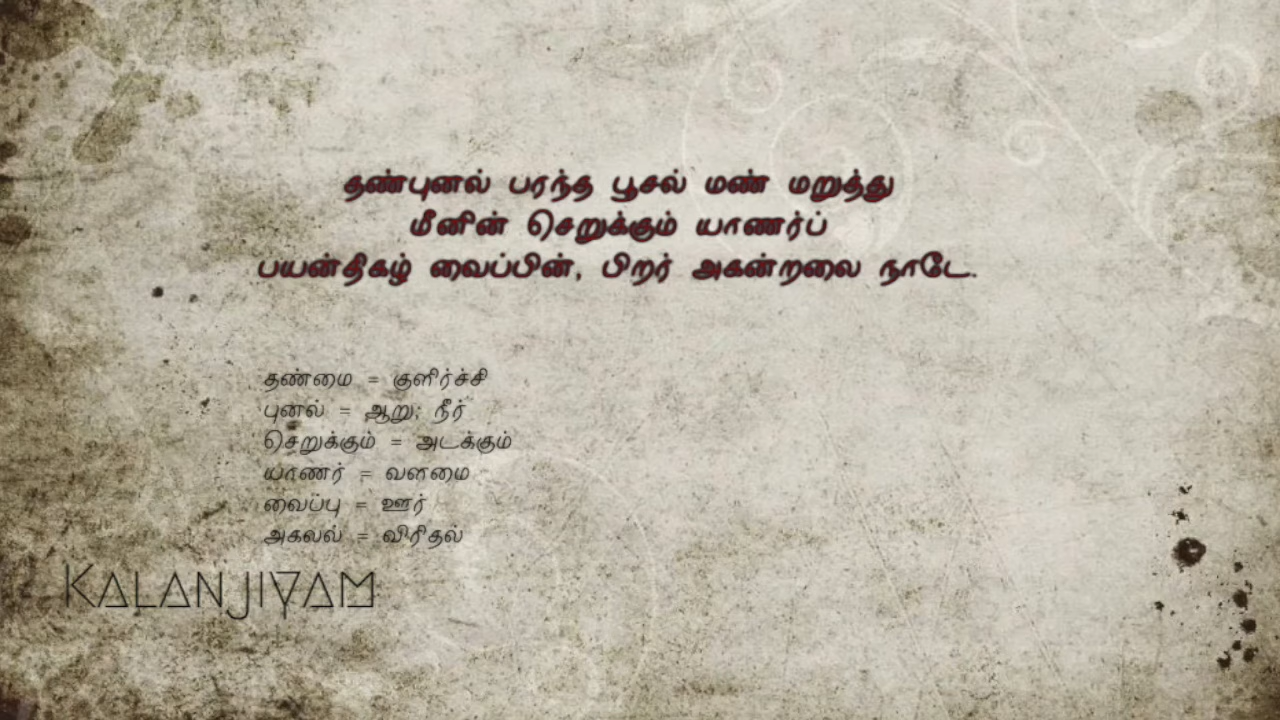 தண்புனல் பரந்த பூசல் மண் மறுத்து
மீனின் செறுக்கும் யாணர்ப்
பயன்திகழ் வைப்பின், பிறர் அகன்றலை நாடே.
தண்மை = குளிர்ச்சி
புனல் = ஆறு; நீர்
செறுக்கும் = அடக்கும்
யாணர் = வளமை
வைப்பு = ஊர்
அகலல் = விரிதல்
KALANJIYAM